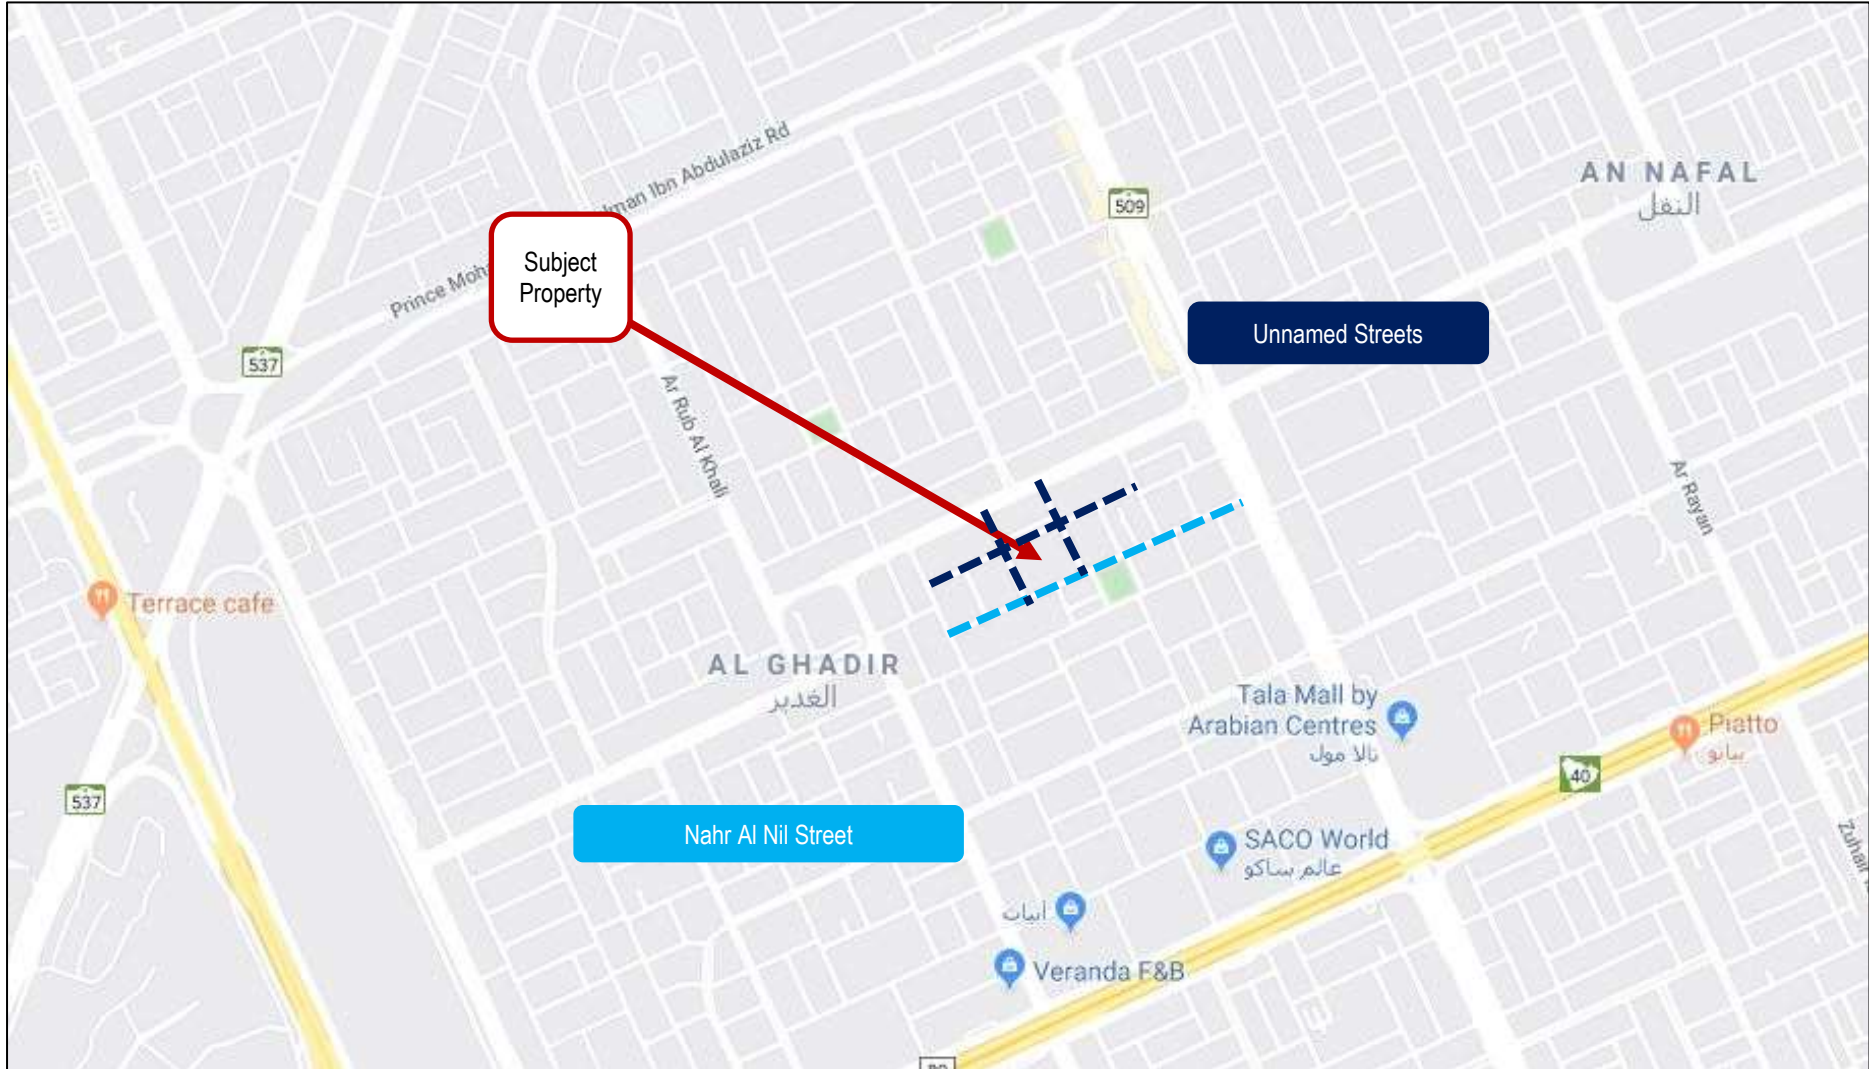 Prince Moh
lman Ibn Abdulaziz Rd
AN NAFAL
النفل
509
Subject
Property
Unnamed Streets
537
Ar Rub Al Khali
Ar Rayan
Terrace cafe
AL GHADIR
الغدير
Tala Mall by
Arabian Centres
تالا مول
Piatto
بياتو
40
537
Nahr Al Nil Street
SACO World
عالم ساكو
Zuhair
أبيات
Veranda F&B